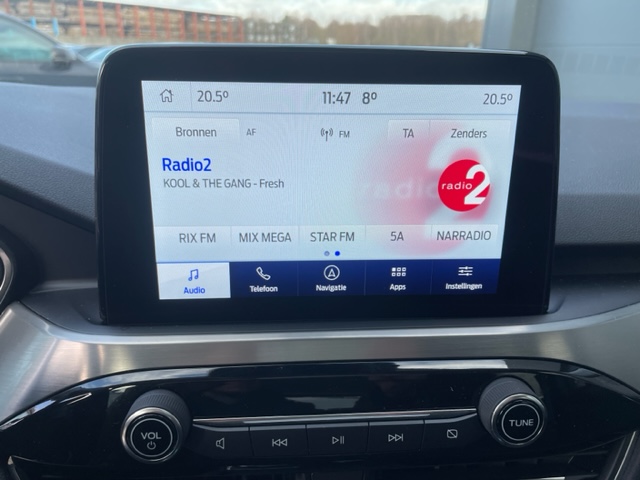 20.5° 11:47 8° 20.5°
Bronnen AF FM TA Zenders
Radio2
KOOL & THE GANG - Fresh
radio 2
RIX FM MIX MEGA STAR FM 5A NARRADIO
Audio Telefoon Navigatie Apps Instellingen
VOL TUNE